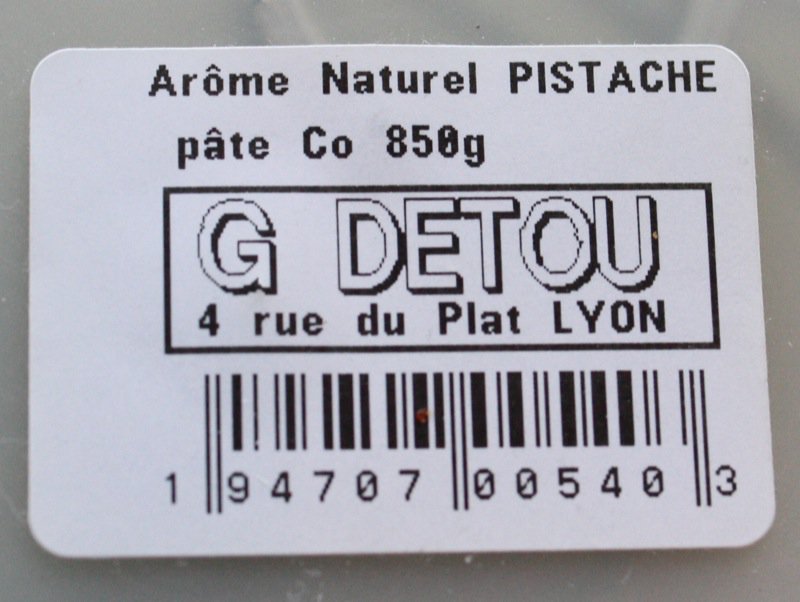 Arôme Naturel PISTACHE
pâte Co 850g
G DETOU
4 rue du Plat LYON
1 94707 00540 3